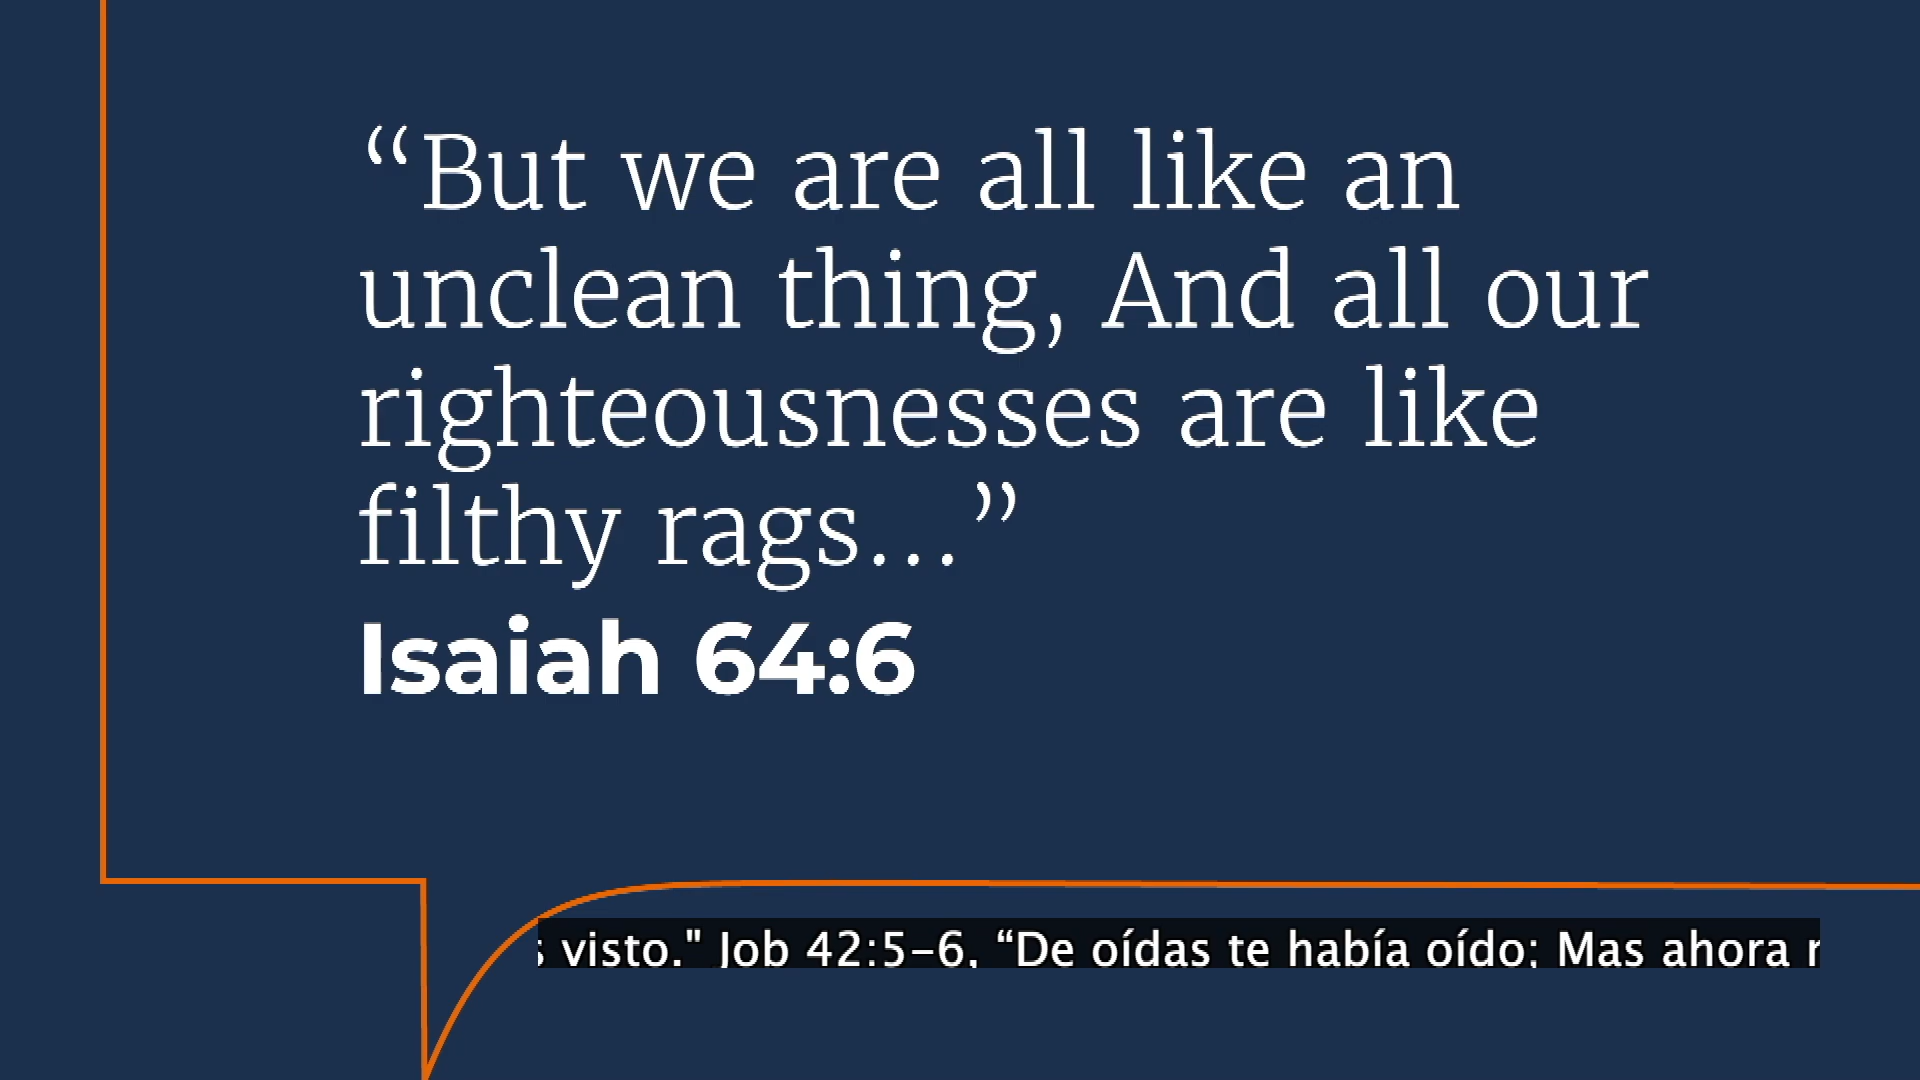 “But we are all like an
unclean thing, And all our
righteousnesses are like
filthy rags...”
Isaiah 64:6
visto." Job 42:5-6, “De oídas te había oído; Mas ahora